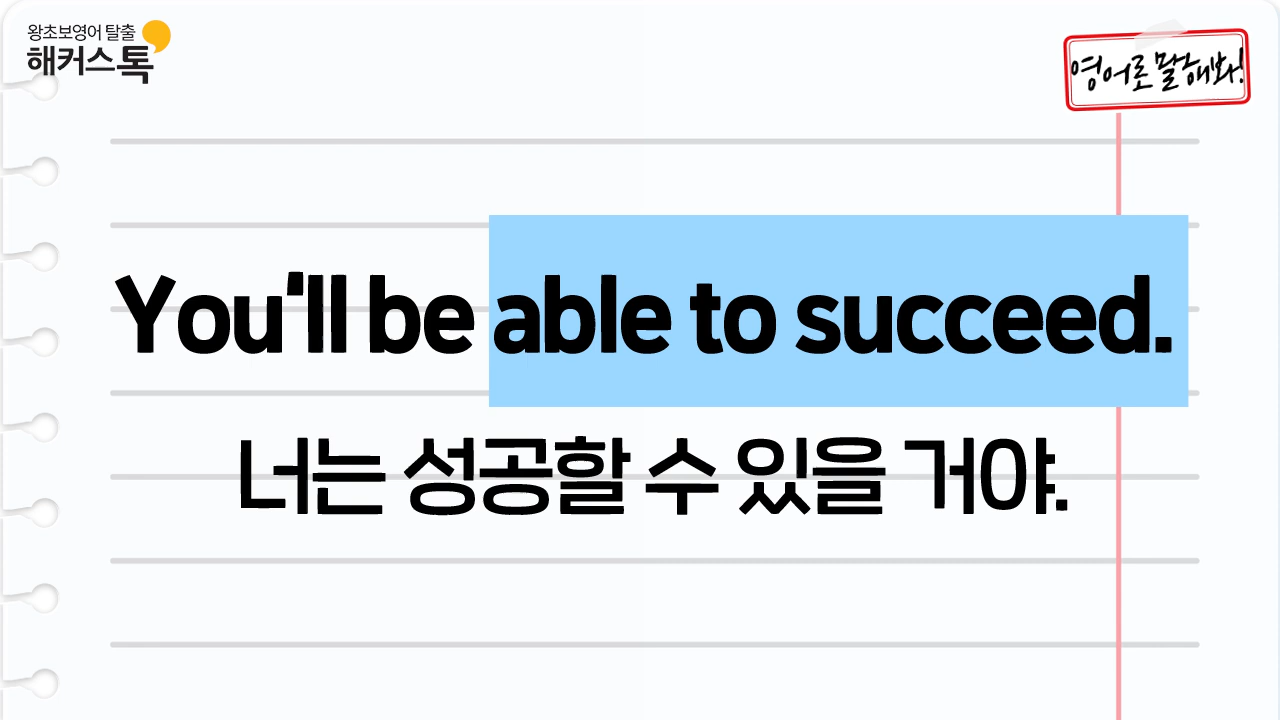 왕초보영어 탈출
해커스톡
영어로 말해봐!
You'll be able to succeed.
너는 성공할 수 있을 거야.